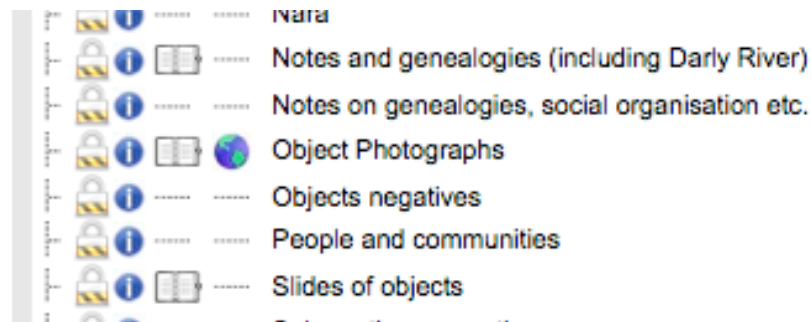 Nara
Notes and genealogies (including Darly River)
Notes on genealogies, social organisation etc.
Object Photographs
Objects negatives
People and communities
Slides of objects